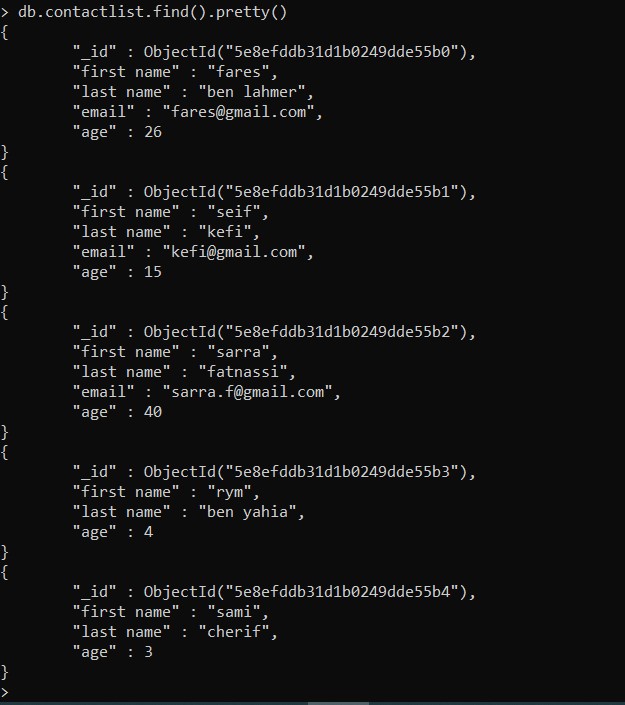 > db.contactlist.find().pretty()
{
        "_id" : ObjectId("5e8efddb31d1b0249dde55b0"),
        "first name" : "fares",
        "last name" : "ben lahmer",
        "email" : "fares@gmail.com",
        "age" : 26
}
{
        "_id" : ObjectId("5e8efddb31d1b0249dde55b1"),
        "first name" : "seif",
        "last name" : "kefi",
        "email" : "kefi@gmail.com",
        "age" : 15
}
{
        "_id" : ObjectId("5e8efddb31d1b0249dde55b2"),
        "first name" : "sarra",
        "last name" : "fatnassi",
        "email" : "sarra.f@gmail.com",
        "age" : 40
}
{
        "_id" : ObjectId("5e8efddb31d1b0249dde55b3"),
        "first name" : "rym",
        "last name" : "ben yahia",
        "age" : 4
}
{
        "_id" : ObjectId("5e8efddb31d1b0249dde55b4"),
        "first name" : "sami",
        "last name" : "cherif",
        "age" : 3
}
>